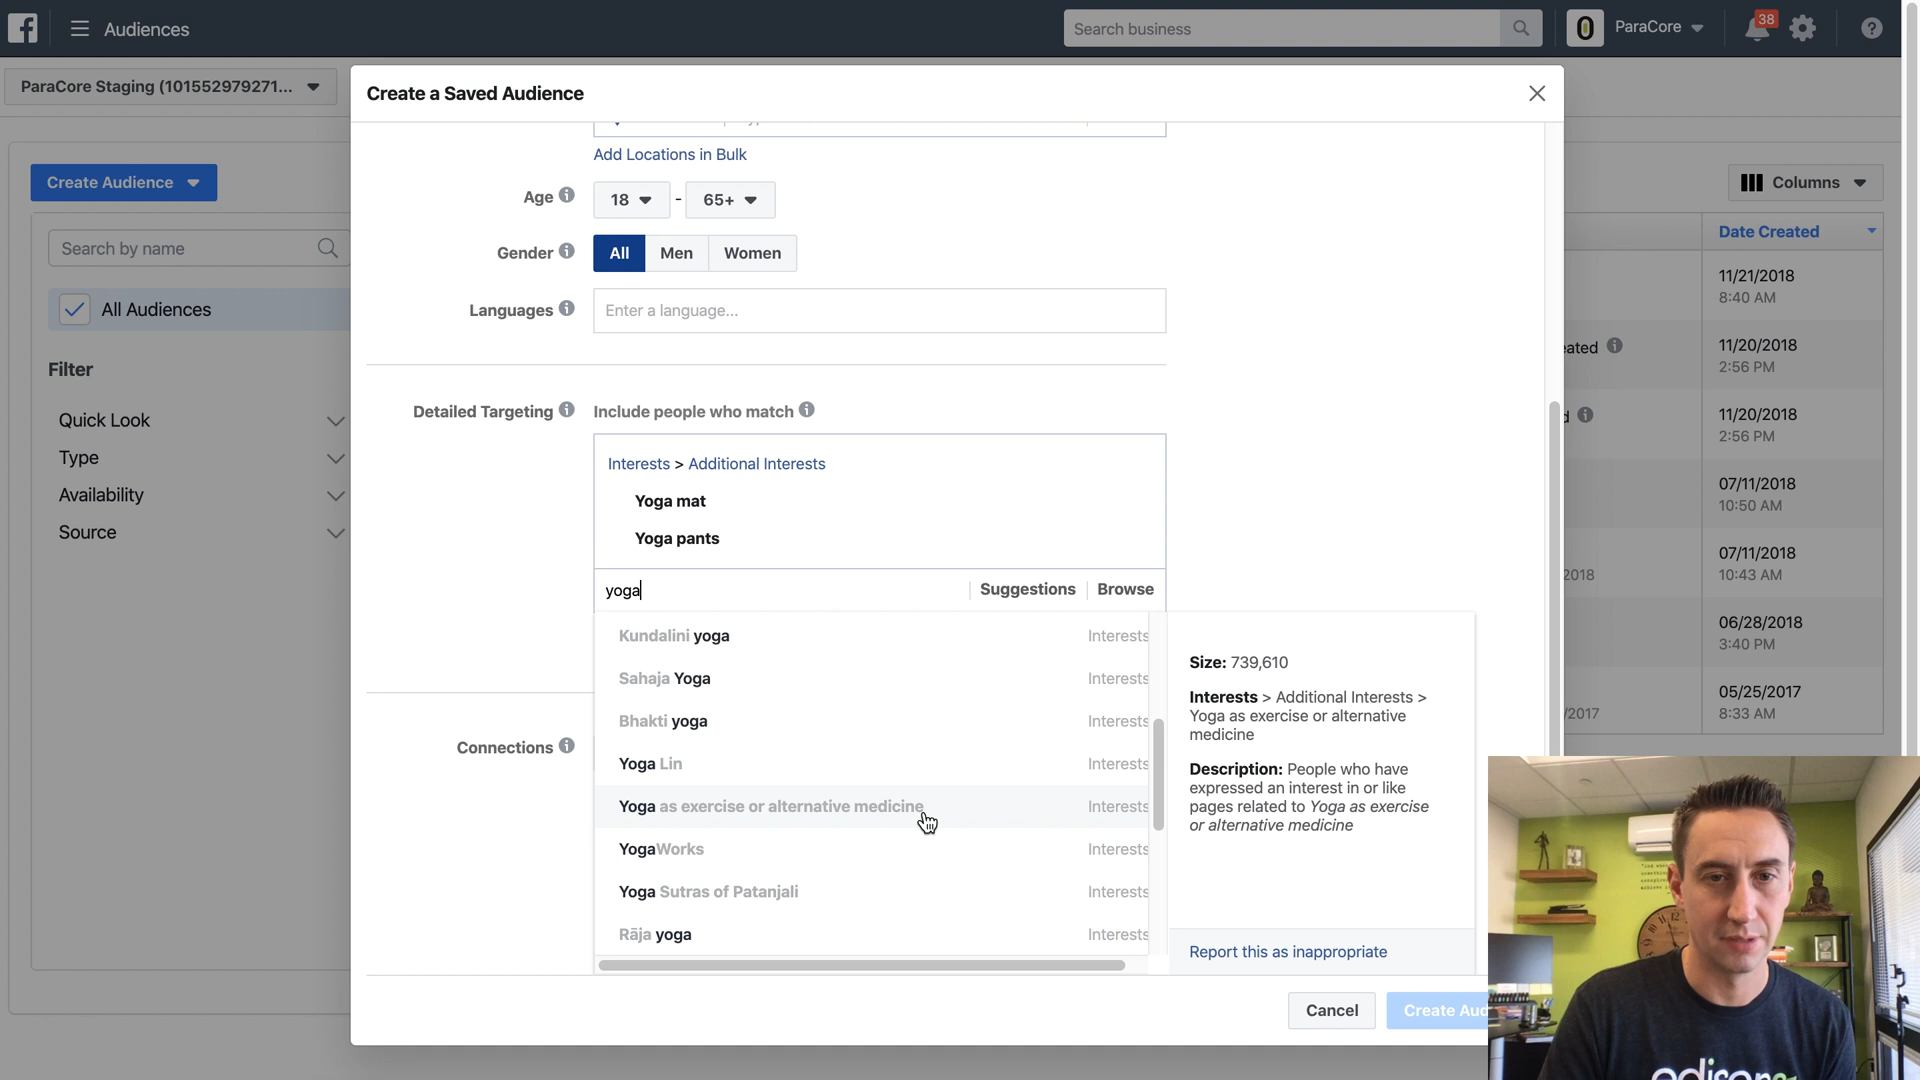 Audiences
Search business
ParaCore
38
ParaCore Staging (101552979271...
Create a Saved Audience
Add Locations in Bulk
Create Audience
Columns
Age
18
-
65+
Date Created
Search by name
Gender
All
Men
Women
11/21/2018
8:40 AM
All Audiences
Languages
Enter a language...
eated
11/20/2018
2:56 PM
Filter
Quick Look
Detailed Targeting
Include people who match
d
11/20/2018
2:56 PM
Type
Interests > Additional Interests
Availability
Yoga mat
07/11/2018
10:50 AM
Source
Yoga pants
2018
07/11/2018
10:43 AM
yoga
Suggestions
Browse
Kundalini yoga
Interests
06/28/2018
3:40 PM
Sahaja Yoga
Interests
Bhakti yoga
Interests
/2017
05/25/2017
8:33 AM
Connections
Yoga Lin
Interests
Yoga as exercise or alternative medicine
Interests
YogaWorks
Interests
Yoga Sutras of Patanjali
Interests
Rāja yoga
Interests
Size: 739,610
Interests > Additional Interests >
Yoga as exercise or alternative
medicine
Description: People who have
expressed an interest in or like
pages related to Yoga as exercise
or alternative medicine
Report this as inappropriate
Cancel
Create Aud